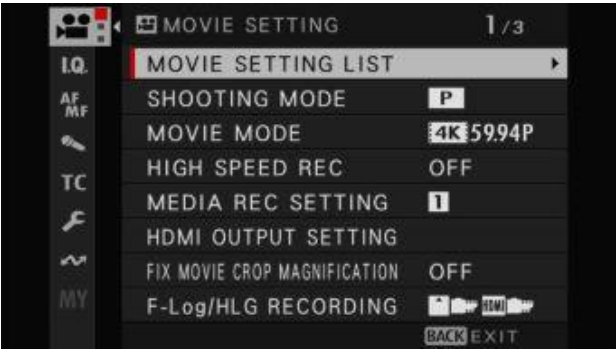 MOVIE SETTING 1/3
I.Q. MOVIE SETTING LIST
AF MF SHOOTING MODE P
MOVIE MODE 4K 59.94P
HIGH SPEED REC OFF
TC MEDIA REC SETTING 1
HDMI OUTPUT SETTING
FIX MOVIE CROP MAGNIFICATION OFF
MY F-Log/HLG RECORDING HDMI
BACK EXIT